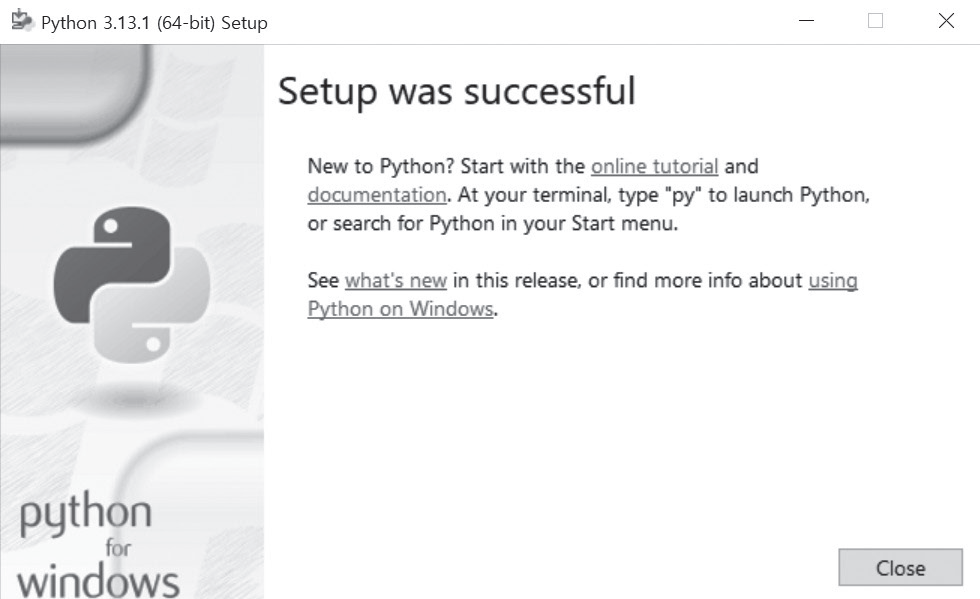 Python 3.13.1 (64-bit) Setup
Setup was successful
New to Python? Start with the online tutorial and
documentation. At your terminal, type "py" to launch Python,
or search for Python in your Start menu.
See what's new in this release, or find more info about using
Python on Windows.
python
for
windows
Close